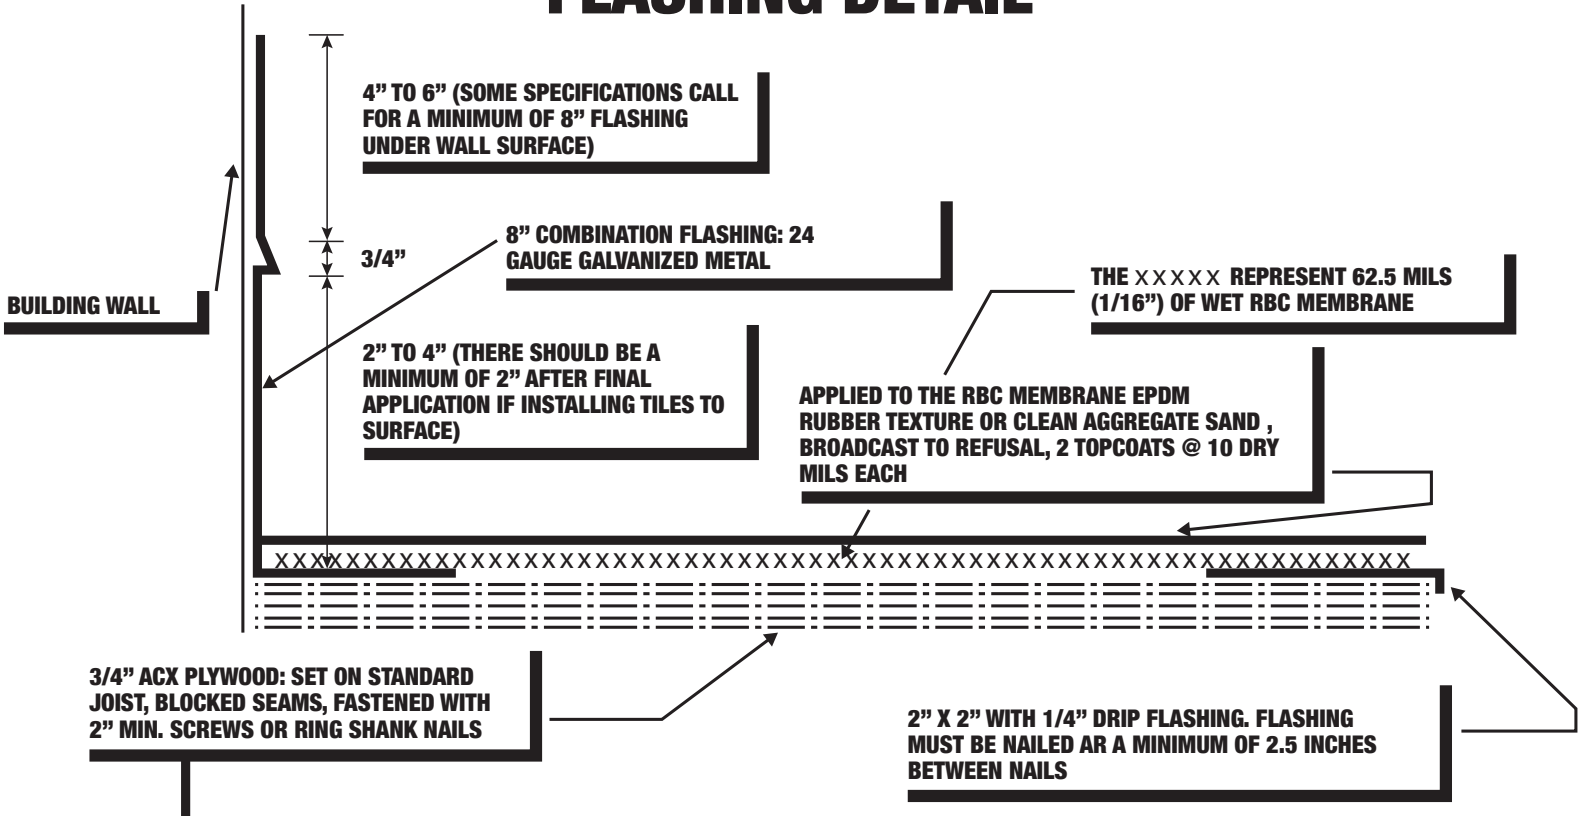 FLASHING DETAIL
4” TO 6” (SOME SPECIFICATIONS CALL
FOR A MINIMUM OF 8” FLASHING
UNDER WALL SURFACE)
8” COMBINATION FLASHING: 24
GAUGE GALVANIZED METAL
3/4”
THE X X X X X REPRESENT 62.5 MILS
(1/16”) OF WET RBC MEMBRANE
BUILDING WALL
2” TO 4” (THERE SHOULD BE A
MINIMUM OF 2” AFTER FINAL
APPLICATION IF INSTALLING TILES TO
SURFACE)
APPLIED TO THE RBC MEMBRANE EPDM
RUBBER TEXTURE OR CLEAN AGGREGATE SAND ,
BROADCAST TO REFUSAL, 2 TOPCOATS @ 10 DRY
MILS EACH
3/4” ACX PLYWOOD: SET ON STANDARD
JOIST, BLOCKED SEAMS, FASTENED WITH
2” MIN. SCREWS OR RING SHANK NAILS
2” X 2” WITH 1/4” DRIP FLASHING. FLASHING
MUST BE NAILED AR A MINIMUM OF 2.5 INCHES
BETWEEN NAILS